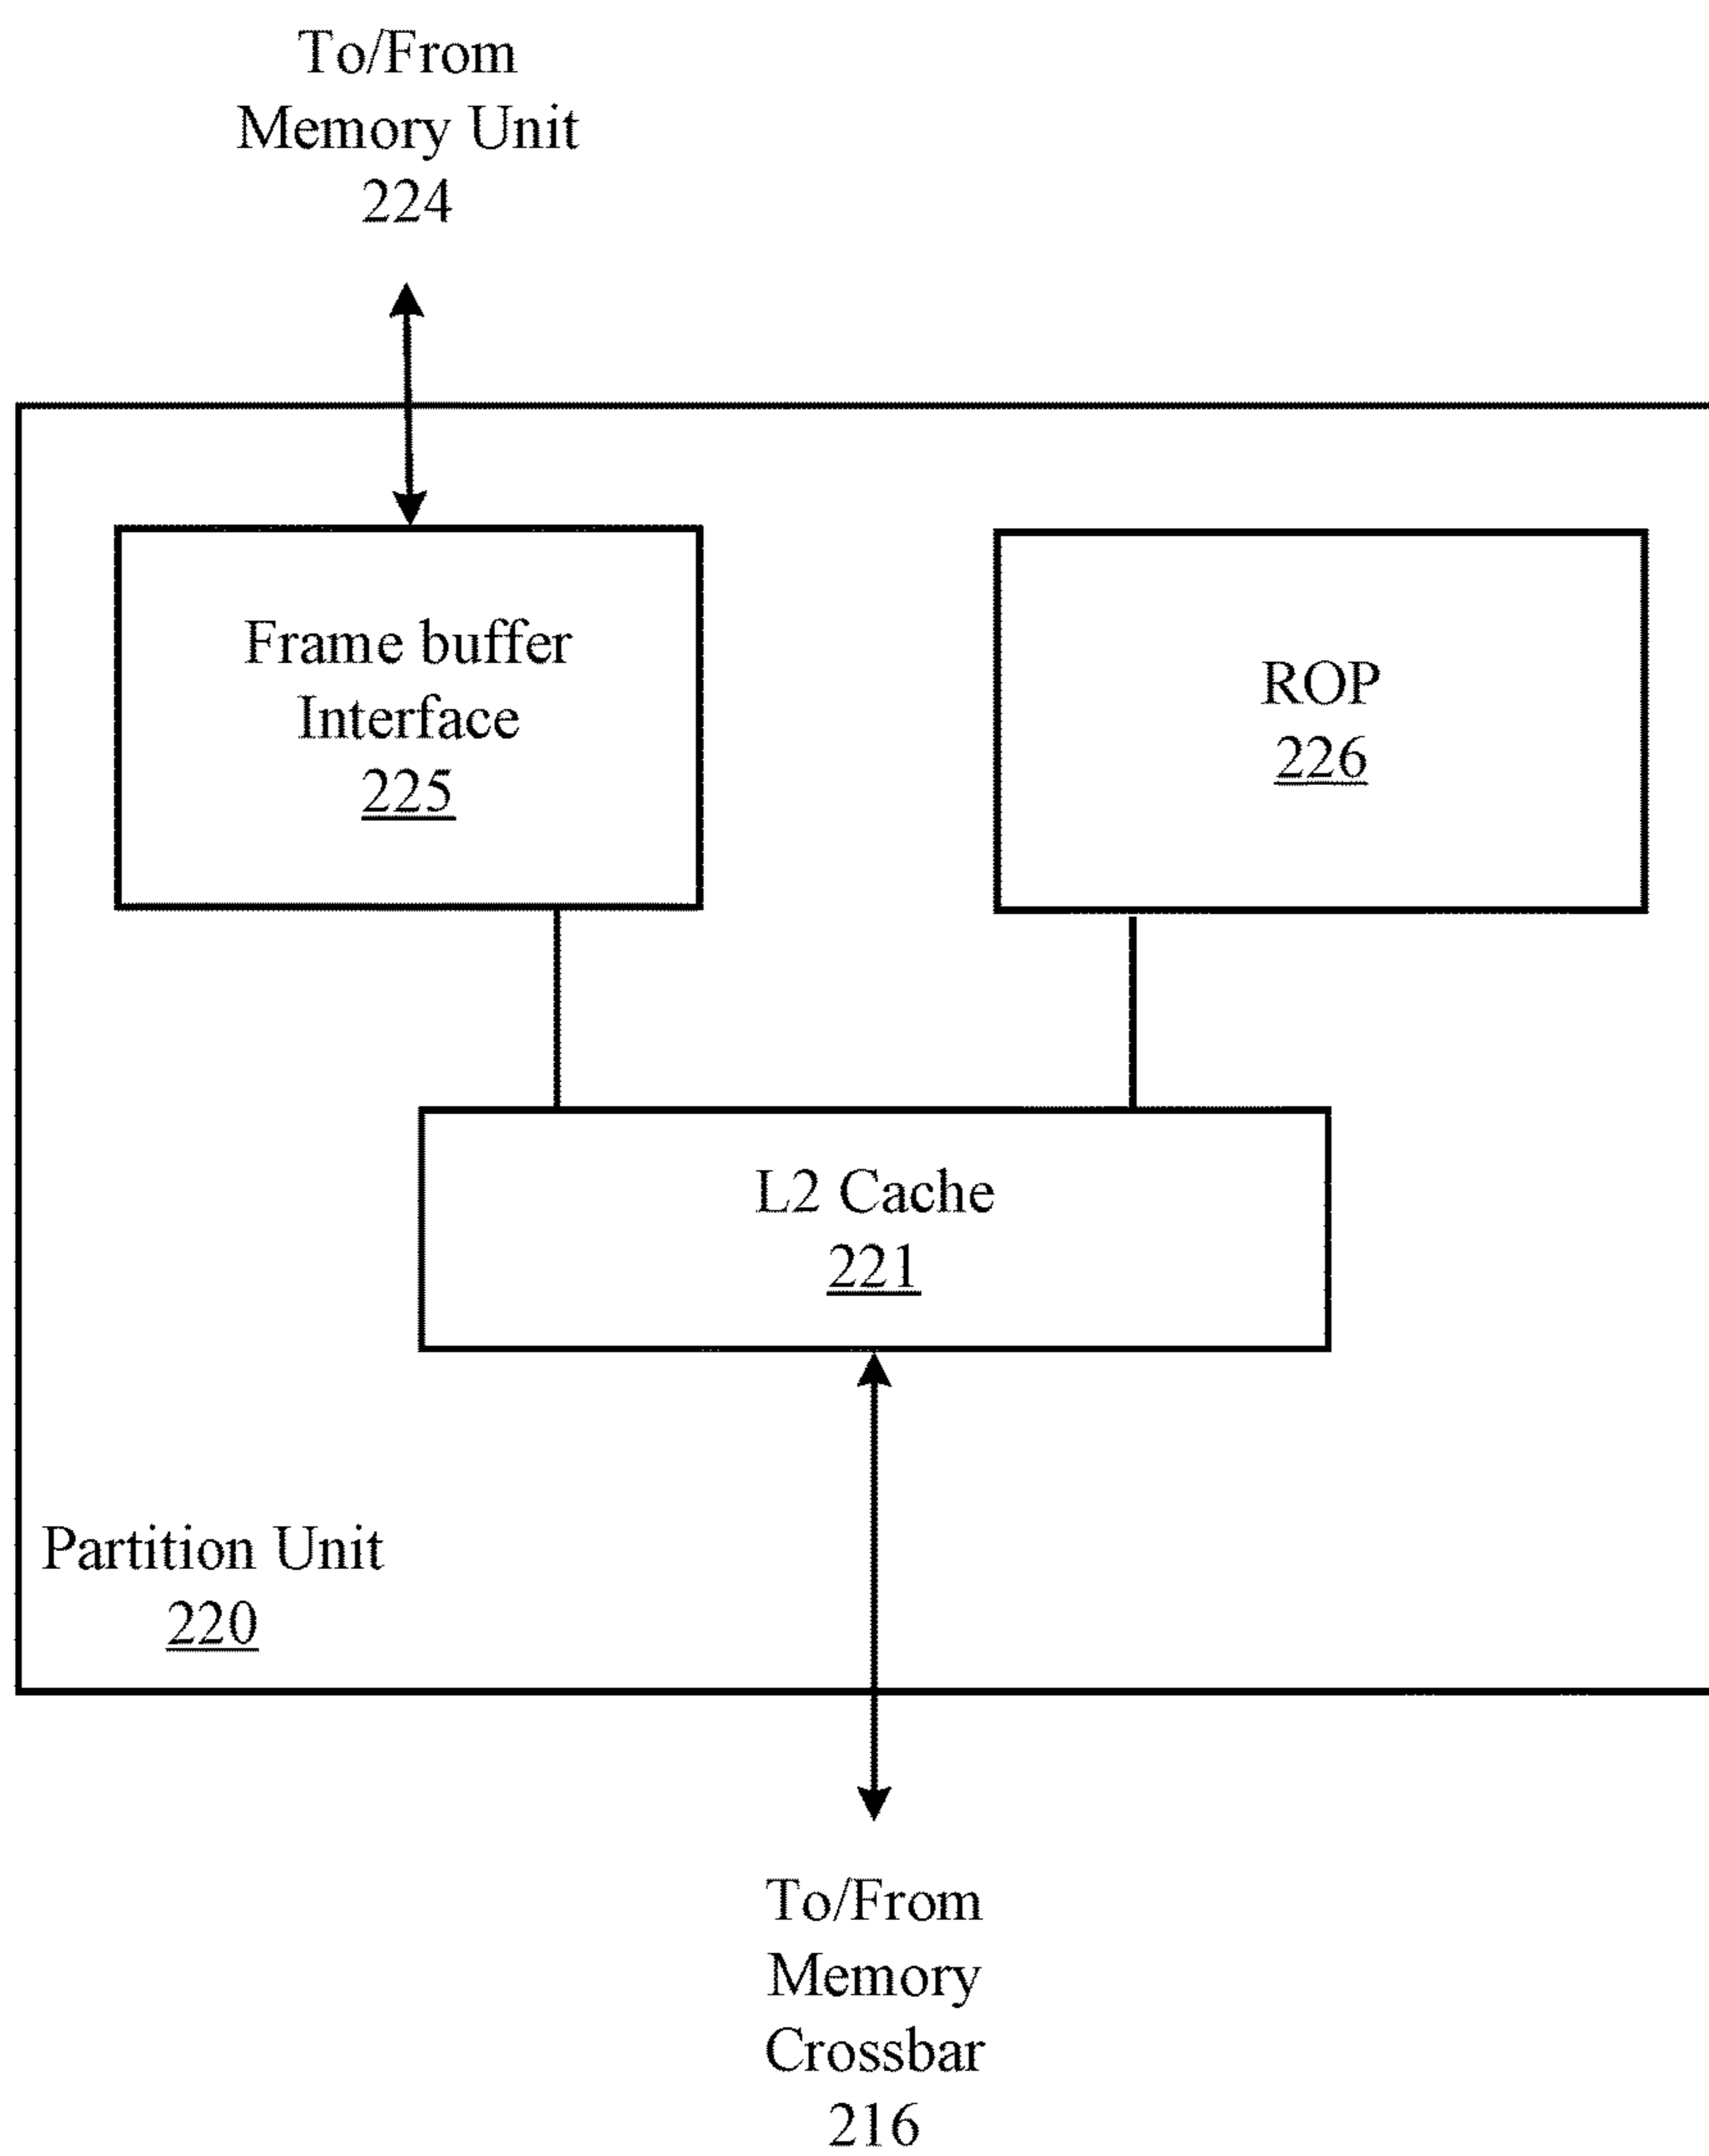 To/From
Memory Unit
224
Frame buffer
Interface
225
ROP
226
L2 Cache
221
Partition Unit
220
To/From
Memory
Crossbar
216